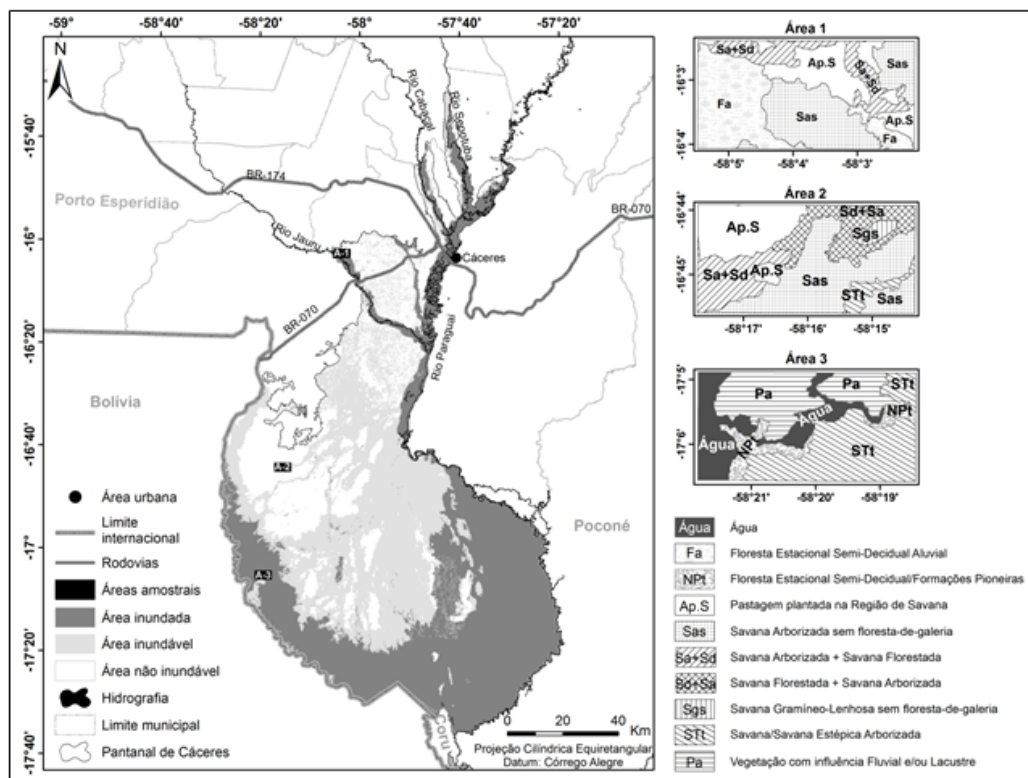 -59°
-58°40'
-58°20'
-58°
-57°40'
-57°20'
N
-15°40'
-16°
-16°20'
-16°40'
-17°
-17°20'
-17°40'
Rio Cabaçal
Rio Sepotuba
BR-174
Porto Esperidião
Rio Jauru
A-1
BR-070
Cáceres
BR-070
Rio Paraguai
Bolívia
A-2
Poconé
A-3
Área urbana
Limite
internacional
Rodovias
Áreas amostrais
Área inundada
Área inundável
Área não inundável
Hidrografia
Limite municipal
Pantanal de Cáceres
0 20 40
Km
Projeção Cilíndrica Equiretangular
Datum: Córrego Alegre
Área 1
Sa+Sd
Ap.S
Sa+Sd
Sas
Fa
Sas
Ap.S
Fa
-16°3'
-16°4'
-58°5'
-58°4'
-58°3'
Área 2
Sd+Sa
Ap.S
Sgs
Sa+Sd
Ap.S
Sas
STt
Sas
-16°44'
-16°45'
-58°17'
-58°16'
-58°15'
Área 3
Pa
Pa
STt
Água
NPt
Água
NPt
STt
-17°5'
-17°6'
-58°21'
-58°20'
-58°19'
Água Água
Fa Floresta Estacional Semi-Decidual Aluvial
NPt Floresta Estacional Semi-Decidual/Formações Pioneiras
Ap.S Pastagem plantada na Região de Savana
Sas Savana Arborizada sem floresta-de-galeria
Sa+Sd Savana Arborizada + Savana Florestada
Sd+Sa Savana Florestada + Savana Arborizada
Sgs Savana Gramíneo-Lenhosa sem floresta-de-galeria
STt Savana/Savana Estépica Arborizada
Pa Vegetação com influência Fluvial e/ou Lacustre